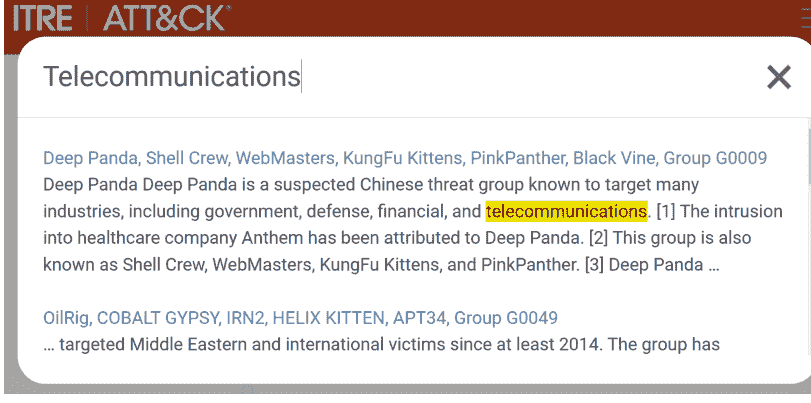 ITRE | ATT&CK®
Telecommunications
Deep Panda, Shell Crew, WebMasters, KungFu Kittens, PinkPanther, Black Vine, Group G0009
Deep Panda Deep Panda is a suspected Chinese threat group known to target many
industries, including government, defense, financial, and telecommunications. [1] The intrusion
into healthcare company Anthem has been attributed to Deep Panda. [2] This group is also
known as Shell Crew, WebMasters, KungFu Kittens, and PinkPanther. [3] Deep Panda …
OilRig, COBALT GYPSY, IRN2, HELIX KITTEN, APT34, Group G0049
… targeted Middle Eastern and international victims since at least 2014. The group has